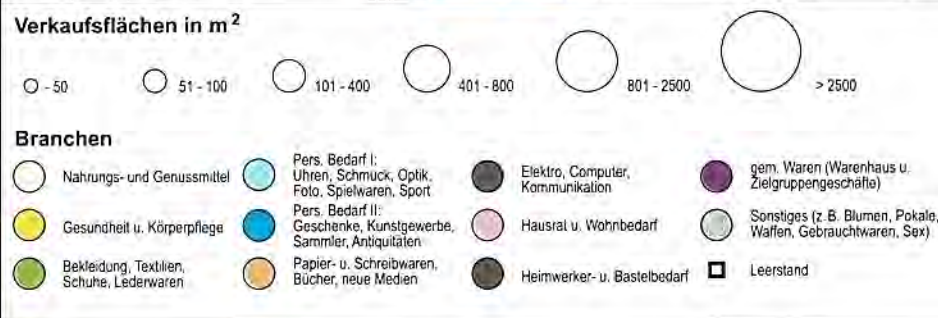 Verkaufsflächen in m²
- 50
51 - 100
101 - 400
401 - 800
801 - 2500
> 2500
Branchen
Nahrungs- und Genussmittel
Gesundheit u. Körperpflege
Bekleidung, Textilien,
Schuhe, Lederwaren
Pers. Bedarf I:
Uhren, Schmuck, Optik,
Foto, Spielwaren, Sport
Pers. Bedarf II:
Geschenke, Kunstgewerbe,
Sammler, Antiquitäten
Papier- u. Schreibwaren,
Bücher, neue Medien
Elektro, Computer,
Kommunikation
Hausrat u. Wohnbedarf
Heimwerker- u. Bastelbedarf
gem. Waren (Warenhaus u.
Zielgruppengeschäfte)
Sonstiges (z. B. Blumen, Pokale,
Waffen, Gebrauchtwaren, Sex)
Leerstand